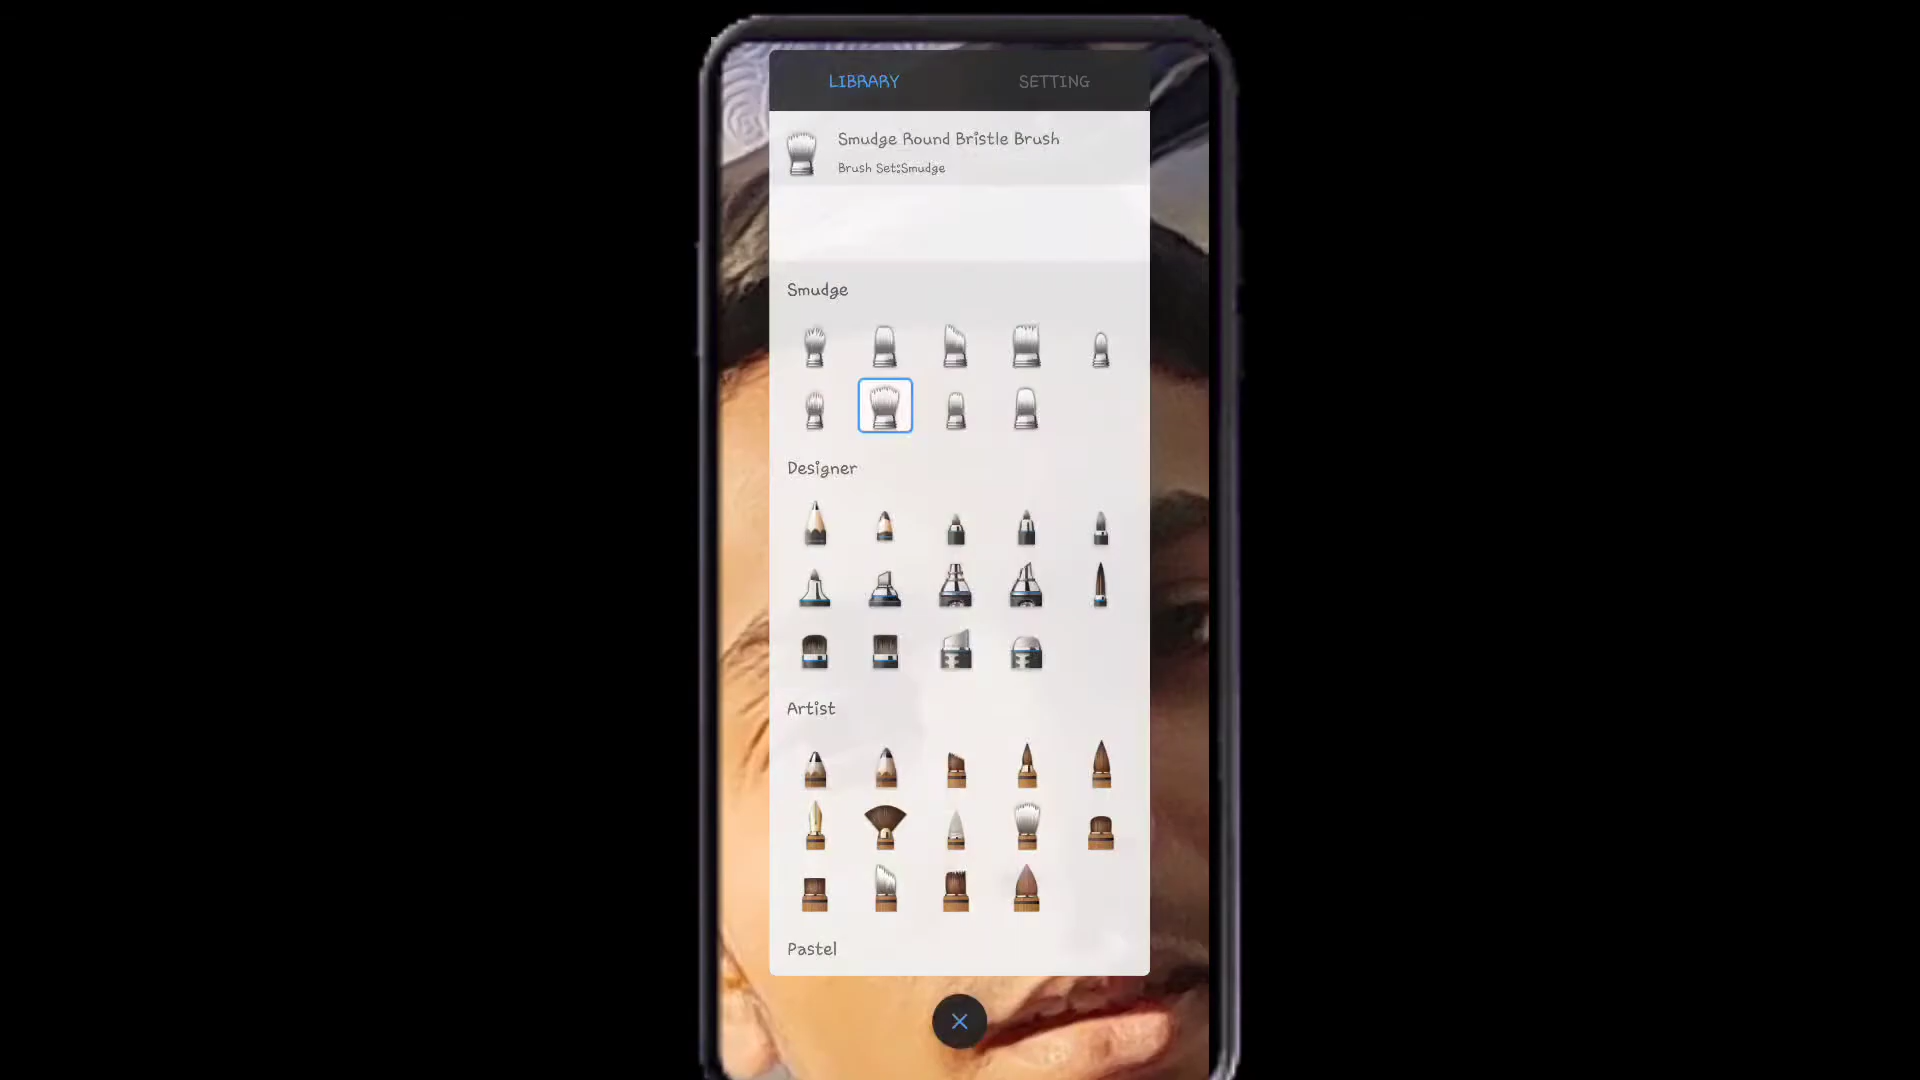 LIBRARY
SETTING
Smudge Round Bristle Brush
Brush Set:Smudge
Smudge
Designer
Artist
Pastel